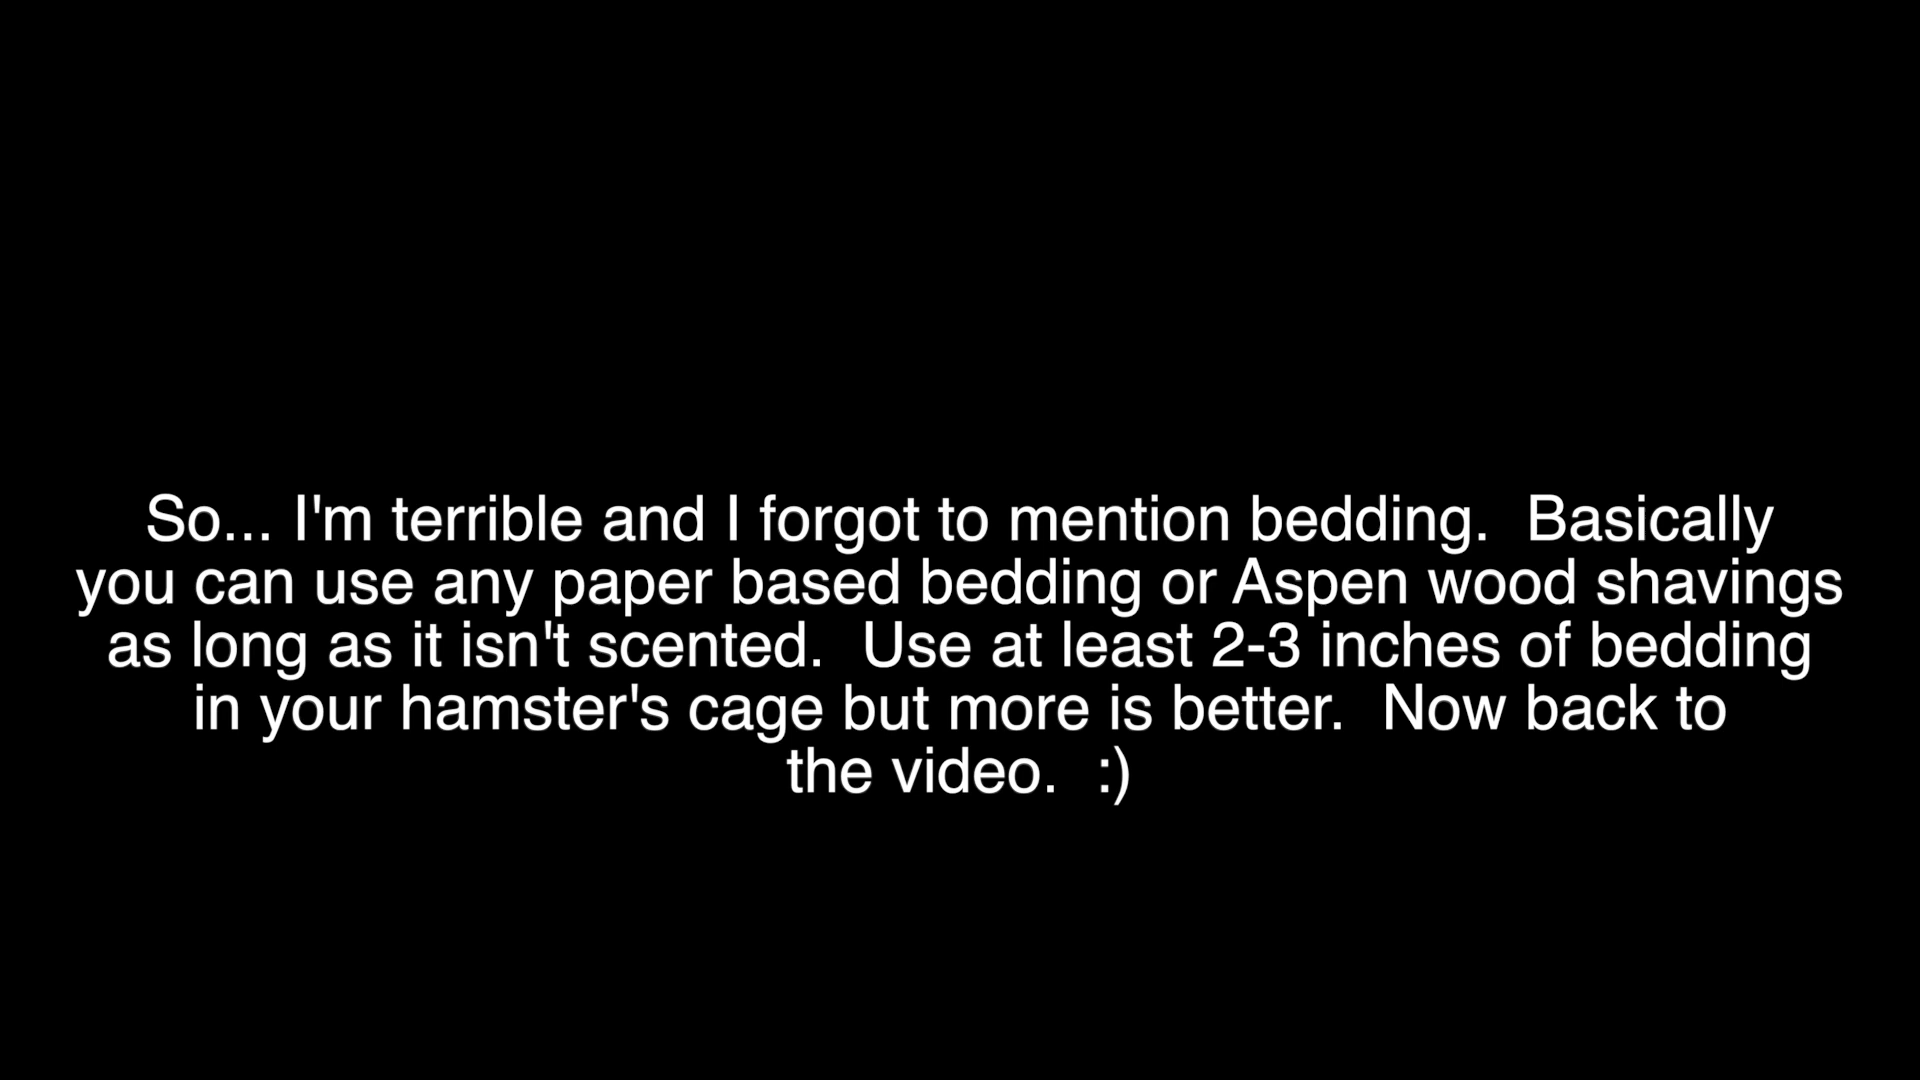 So... I'm terrible and I forgot to mention bedding.  Basically
you can use any paper based bedding or Aspen wood shavings
as long as it isn't scented.  Use at least 2-3 inches of bedding
in your hamster's cage but more is better.  Now back to
the video.  :)